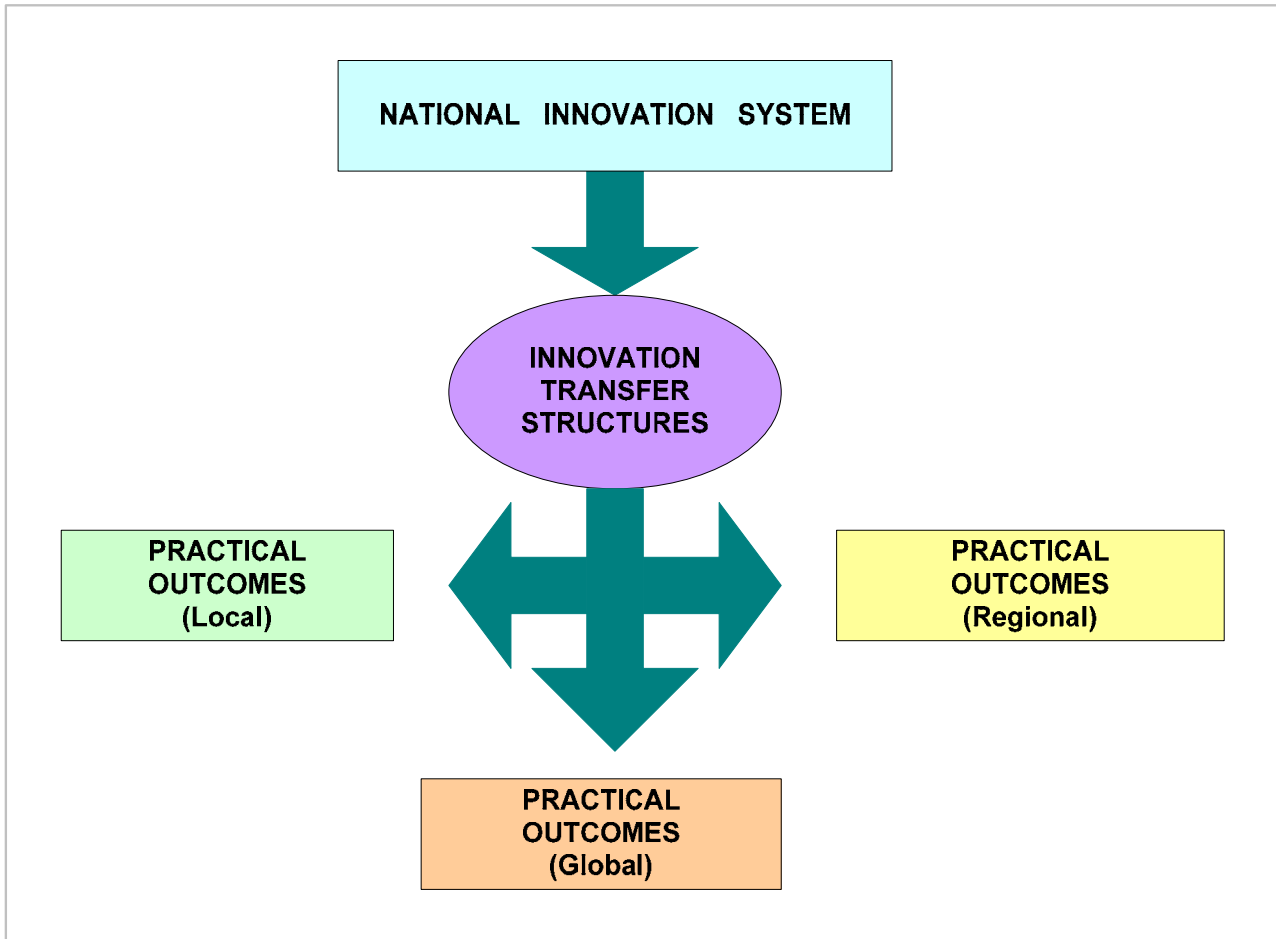 NATIONAL INNOVATION SYSTEM
INNOVATION
TRANSFER
STRUCTURES
PRACTICAL
OUTCOMES
(Local)
PRACTICAL
OUTCOMES
(Regional)
PRACTICAL
OUTCOMES
(Global)